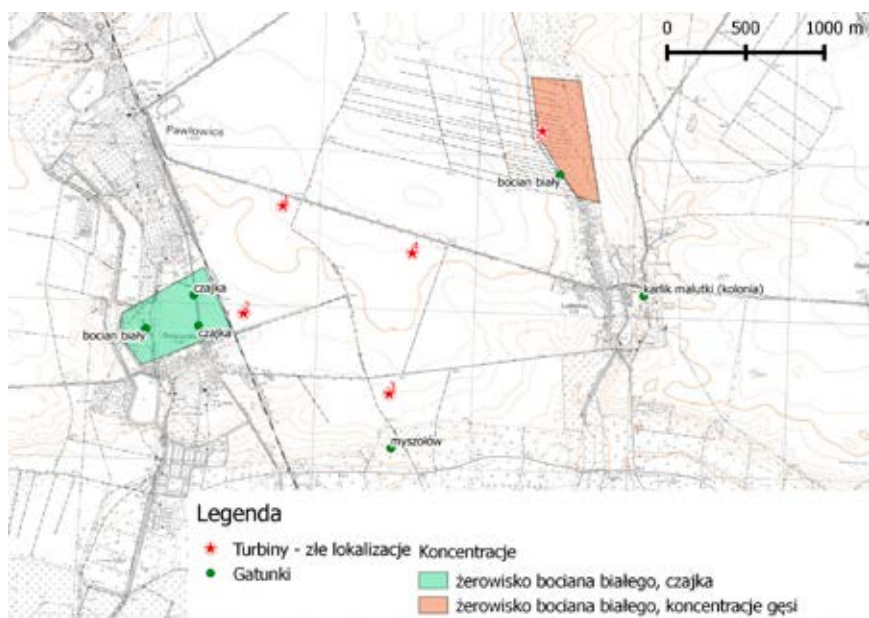 0 500 1000 m
Pawłowice
bocian biały
czajka
karlik malutki (kolonia)
bocian biały
czajka
myszołów
Legenda
Turbiny - złe lokalizacje
Gatunki
Koncentracje
żerowisko bociana białego, czajka
żerowisko bociana białego, koncentracje gęsi